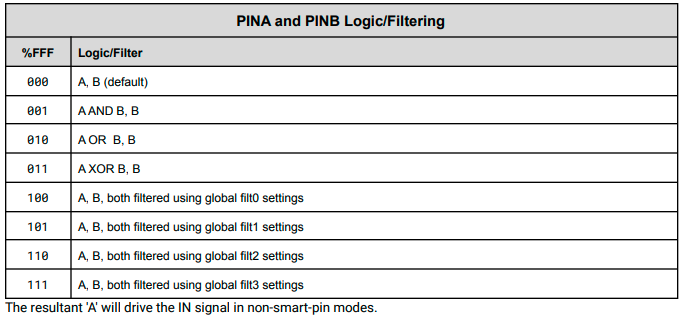 PINA and PINB Logic/Filtering
%FFF Logic/Filter
000 A, B (default)
001 A AND B, B
010 A OR B, B
011 A XOR B, B
100 A, B, both filtered using global filt0 settings
101 A, B, both filtered using global filt1 settings
110 A, B, both filtered using global filt2 settings
111 A, B, both filtered using global filt3 settings
The resultant 'A' will drive the IN signal in non-smart-pin modes.